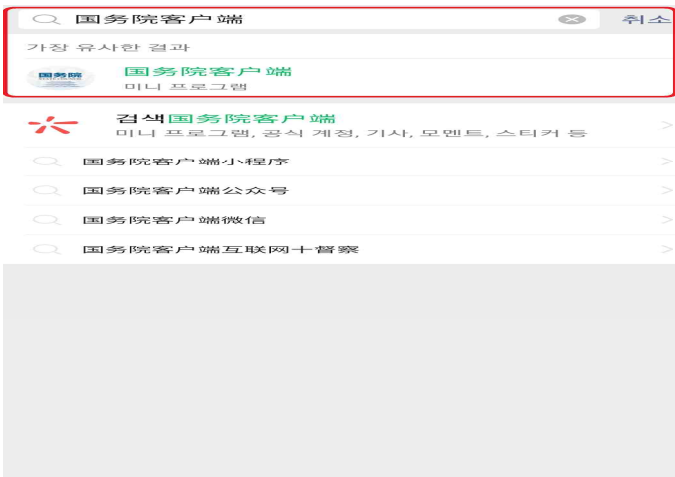 国务院客户端 취소
가장 유사한 결과
国务院
国务院客户端
미니 프로그램
검색国务院客户端
미니 프로그램, 공식 계정, 기사, 모멘트, 스티커 등
国务院客户端小程序
国务院客户端公众号
国务院客户端微信
国务院客户端互联网十督察